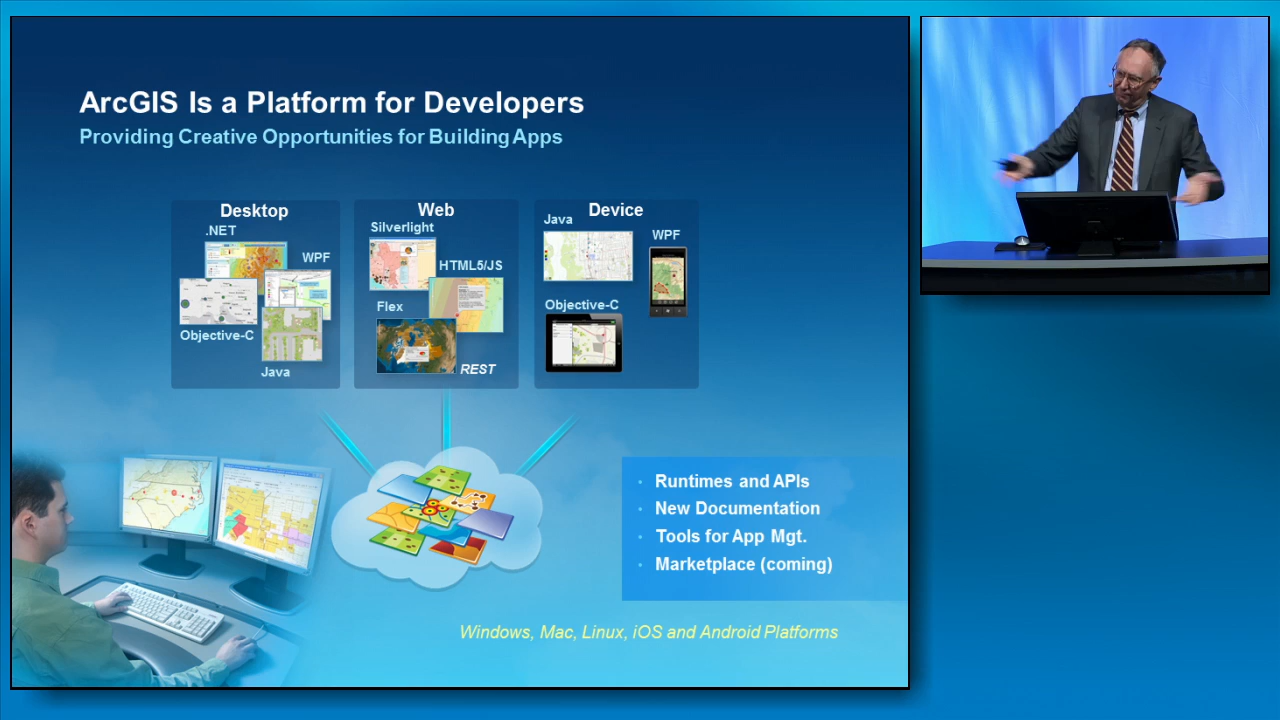 ArcGIS Is a Platform for Developers
Providing Creative Opportunities for Building Apps
Desktop
.NET
WPF
Objective-C
Java
Web
Silverlight
HTML5/JS
Flex
REST
Device
Java
WPF
Objective-C
Runtimes and APIs
New Documentation
Tools for App Mgt.
Marketplace (coming)
Windows, Mac, Linux, iOS and Android Platforms